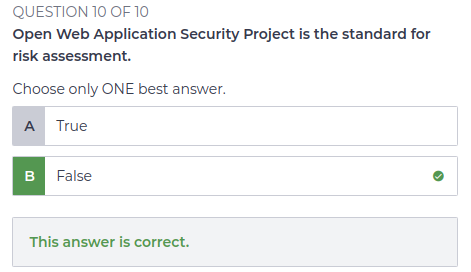 QUESTION 10 OF 10
Open Web Application Security Project is the standard for
risk assessment.
Choose only ONE best answer.
A True
B False
This answer is correct.